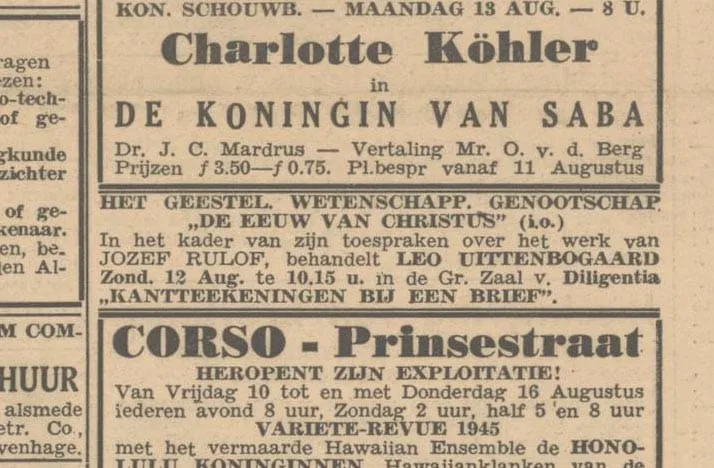 ragen
ezen:
o-tech-
of ge-
gkunde
zichter
of ge-
kenaar.
en, be-
den Al-
M COM-
HUUR
alsmede
etr. Co.,
venhage.
KON. SCHOUWB. — MAANDAG 13 AUG. — 8 U.
Charlotte Köhler
in
DE KONINGIN VAN SABA
Dr. J. C. Mardrus — Vertaling Mr. O. v. d. Berg
Prijzen ƒ 3.50—ƒ 0.75. Pl.bespr vanaf 11 Augustus
HET GEESTEL. WETENSCHAPP. GENOOTSCHAP
„DE EEUW VAN CHRISTUS” (i.o.)
In het kader van zijn toespraken over het werk van
JOZEF RULOF, behandelt LEO UITTENBOGAARD
Zond. 12 Aug. te 10,15 u. in de Gr. Zaal v. Diligentia
„KANTTEEKENINGEN BIJ EEN BRIEF”.
CORSO - Prinsestraat
HEROPENT ZIJN EXPLOITATIE!
Van Vrijdag 10 tot en met Donderdag 16 Augustus
iederen avond 8 uur, Zondag 2 uur, half 5 en 8 uur
VARIETE-REVUE 1945
met het vermaarde Hawaiian Ensemble de HONO-
LULU KONINGINNEN, Hawaiianklanken van de